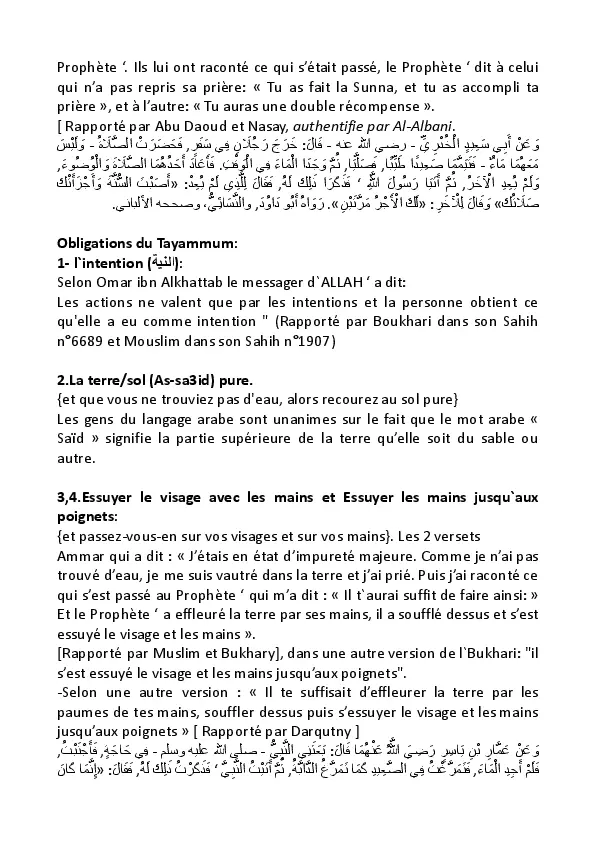 Prophète ‘. Ils lui ont raconté ce qui s’était passé, le Prophète ‘ dit à celui
qui n’a pas repris sa prière: « Tu as fait la Sunna, et tu as accompli ta
prière », et à l’autre: « Tu auras une double récompense ».
[ Rapporté par Abu Daoud et Nasay, authentifie par Al-Albani.
وَعَنْ أَبِي سَعِيدٍ الْخُدْرِيِّ - رضي الله عنه - قَالَ: خَرَجَ رَجُلَانِ فِي سَفَرٍ, فَحَضَرَتْ الصَّلَاةُ - وَلَيْسَ
مَعَهُمَا مَاءٌ - فَتَيَمَّمَا صَعِيدًا طَيِّبًا, فَصَلَّيَا, ثُمَّ وَجَدَا الْمَاءَ فِي الْوَقْتِ. فَأَعَادَ أَحَدُهُمَا الصَّلَاةَ وَالْوُضُوءَ,
وَلَمْ يُعِدِ الْآخَرُ, ثُمَّ أَتَيَا رَسُولَ اللَّهِ ‘ فَذَكَرَا ذَلِكَ لَهُ, فَقَالَ لِلَّذِي لَمْ يُعِدْ: «أَصَبْتَ السُّنَّةَ وَأَجْزَأَتْكَ
صَلَاتُكَ» وَقَالَ لِلْآخَرِ: «لَكَ الْأَجْرُ مَرَّتَيْنِ». رَوَاهُ أَبُو دَاوُدَ, وَالنَّسَائِيُّ، وصححه الألباني.
Obligations du Tayammum:
1- l`intention (النية):
Selon Omar ibn Alkhattab le messager d`ALLAH ‘ a dit:
Les actions ne valent que par les intentions et la personne obtient ce
qu'elle a eu comme intention " (Rapporté par Boukhari dans son Sahih
n°6689 et Mouslim dans son Sahih n°1907)
2.La terre/sol (As-sa3id) pure.
{et que vous ne trouviez pas d'eau, alors recourez au sol pure}
Les gens du langage arabe sont unanimes sur le fait que le mot arabe «
Saïd » signifie la partie supérieure de la terre qu’elle soit du sable ou
autre.
3,4.Essuyer le visage avec les mains et Essuyer les mains jusqu`aux
poignets:
{et passez-vous-en sur vos visages et sur vos mains}. Les 2 versets
Ammar qui a dit : « J’étais en état d’impureté majeure. Comme je n’ai pas
trouvé d’eau, je me suis vautré dans la terre et j’ai prié. Puis j’ai raconté ce
qui s’est passé au Prophète ‘ qui m’a dit : « Il t`aurai suffit de faire ainsi: »
Et le Prophète ‘ a effleuré la terre par ses mains, il a soufflé dessus et s’est
essuyé le visage et les mains ».
[Rapporté par Muslim et Bukhary], dans une autre version de l`Bukhari: "il
s’est essuyé le visage et les mains jusqu’aux poignets".
-Selon une autre version : « Il te suffisait d’effleurer la terre par les
paumes de tes mains, souffler dessus puis s’essuyer le visage et les mains
jusqu’aux poignets » [ Rapporté par Darqutny ]
وَعَنْ عَمَّارِ بْنِ يَاسِرٍ رَضِيَ اللَّهُ عَنْهُمَا قَالَ: بَعَثَنِي النَّبِيُّ - صلى الله عليه وسلم - فِي حَاجَةٍ, فَأَجْنَبْتُ,
فَلَمْ أَجِدِ الْمَاءَ, فَتَمَرَّغْتُ فِي الصَّعِيدِ كَمَا تَمَرَّغُ الدَّابَّةُ, ثُمَّ أَتَيْتُ النَّبِيَّ ‘ فَذَكَرْتُ ذَلِكَ لَهُ, فَقَالَ: «إِنَّمَا كَانَ